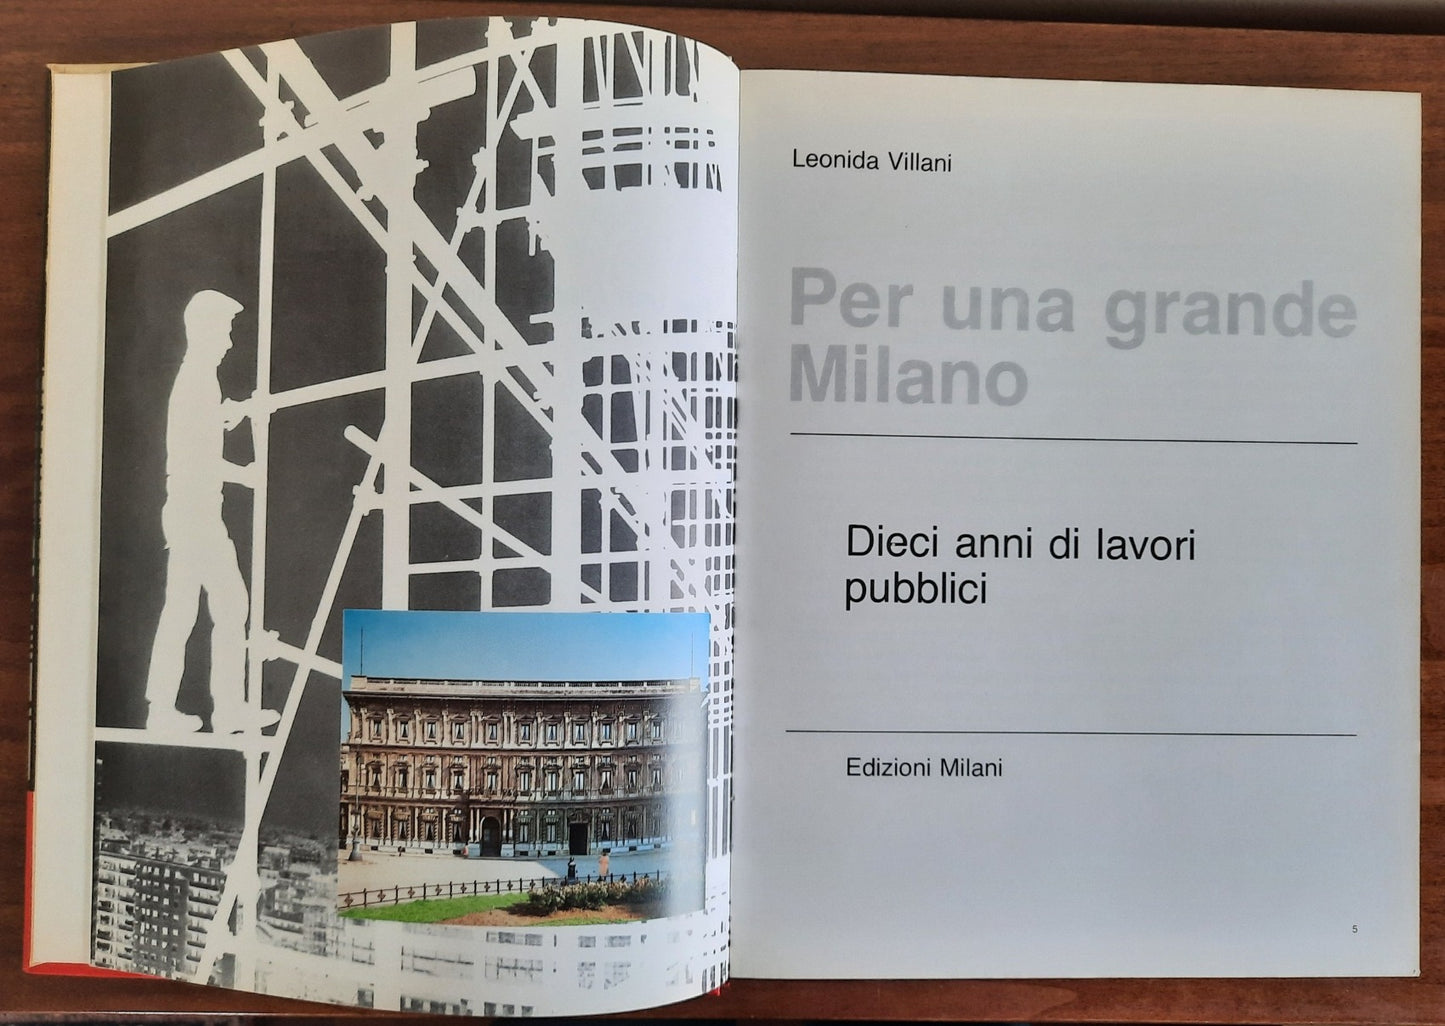 Leonida Villani
Per una grande
Milano
Dieci anni di lavori
pubblici
Edizioni Milani
5